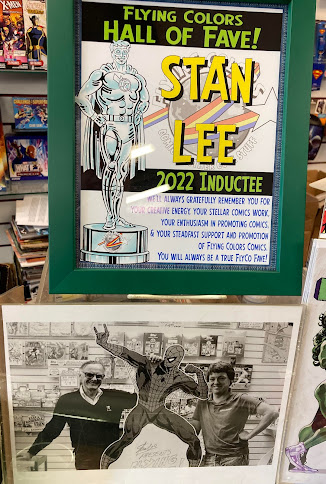 X-MEN
FLYING COLORS
HALL OF FAVE!
STAN
LEE
2022 INDUCTEE
WE'LL ALWAYS GRATEFULLY REMEMBER YOU FOR
YOUR CREATIVE ENERGY, YOUR STELLAR COMICS WORK,
YOUR ENTHUSIASM IN PROMOTING COMICS,
& YOUR STEADFAST SUPPORT AND PROMOTION
OF FLYING COLORS COMICS.
YOU WILL ALWAYS BE A TRUE FLYCO FAVE!